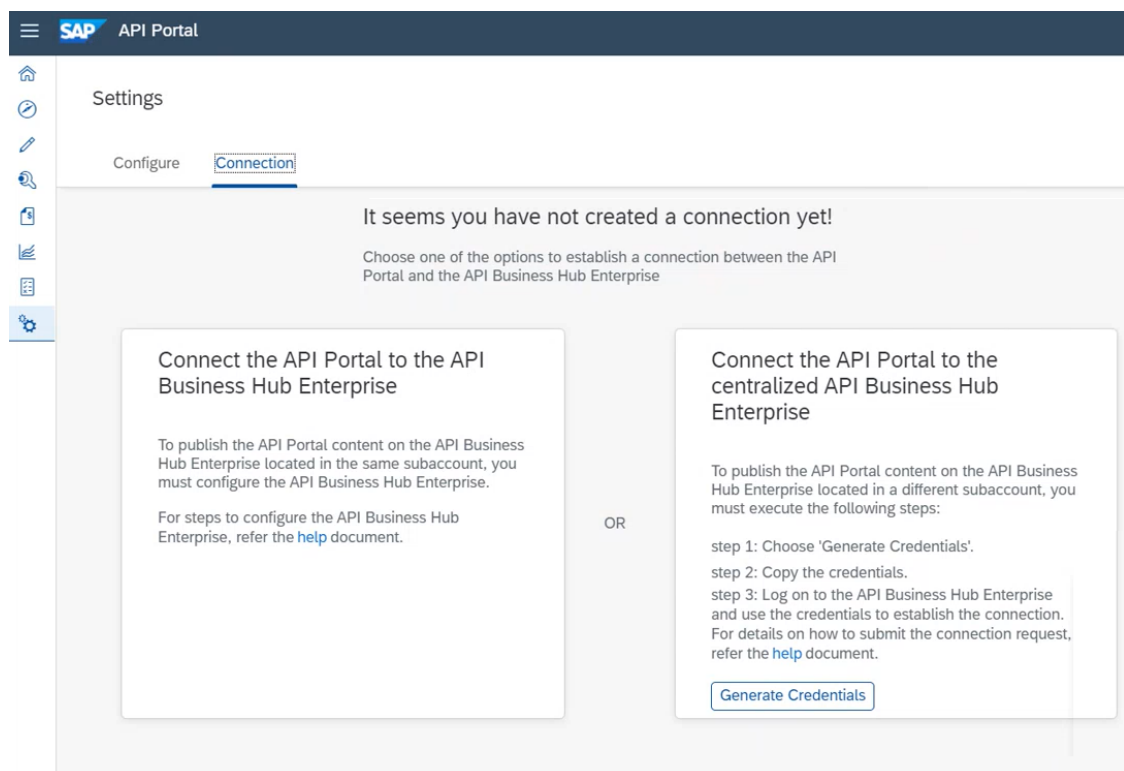 SAP API Portal
Settings
Configure Connection
It seems you have not created a connection yet!
Choose one of the options to establish a connection between the API
Portal and the API Business Hub Enterprise
Connect the API Portal to the API
Business Hub Enterprise
To publish the API Portal content on the API Business
Hub Enterprise located in the same subaccount, you
must configure the API Business Hub Enterprise.
For steps to configure the API Business Hub
Enterprise, refer the help document.
OR
Connect the API Portal to the
centralized API Business Hub
Enterprise
To publish the API Portal content on the API Business
Hub Enterprise located in a different subaccount, you
must execute the following steps:
step 1: Choose 'Generate Credentials'.
step 2: Copy the credentials.
step 3: Log on to the API Business Hub Enterprise
and use the credentials to establish the connection.
For details on how to submit the connection request,
refer the help document.
Generate Credentials